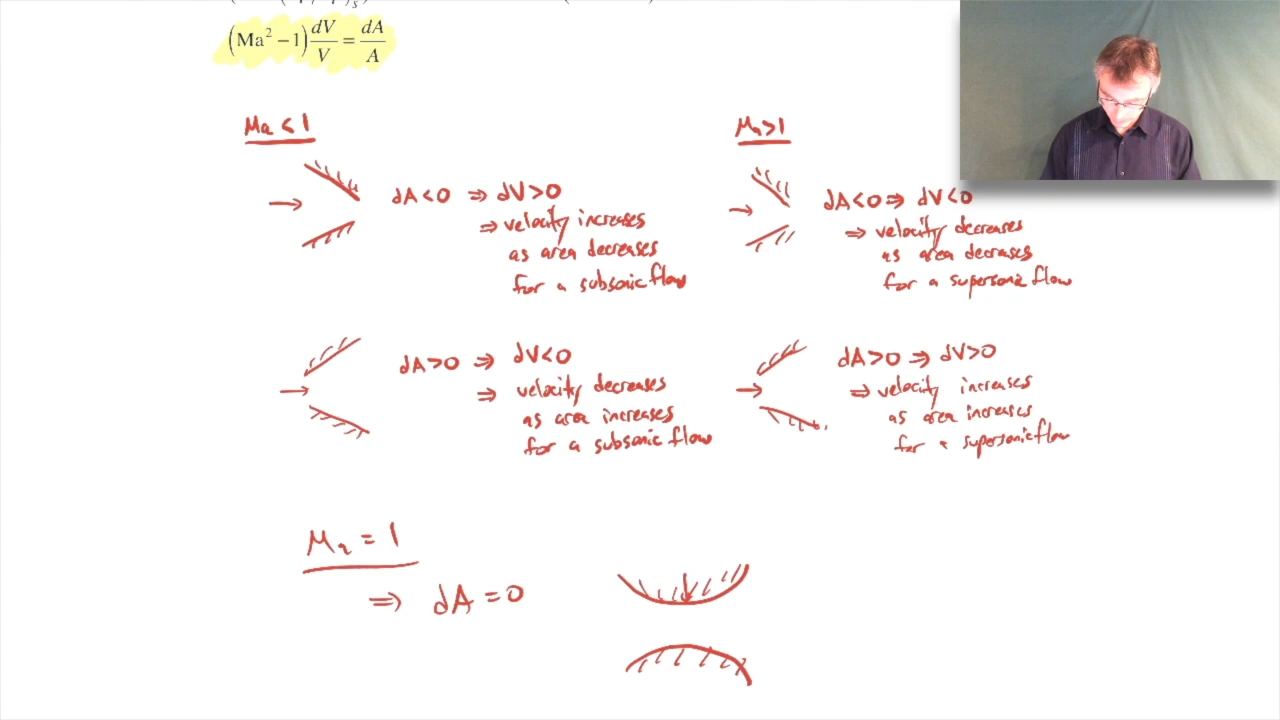 (Ma² − 1) dV/V = dA/A
Ma < 1
dA<0 ⇒ dV>0
⇒ velocity increases
as area decreases
for a subsonic flow
dA>0 ⇒ dV<0
⇒ velocity decreases
as area increases
for a subsonic flow
Ma>1
dA<0 ⇒ dV<0
⇒ velocity decreases
as area decreases
for a supersonic flow
dA>0 ⇒ dV>0
⇒ velocity increases
as area increases
for a supersonic flow
Ma = 1
⇒ dA = 0